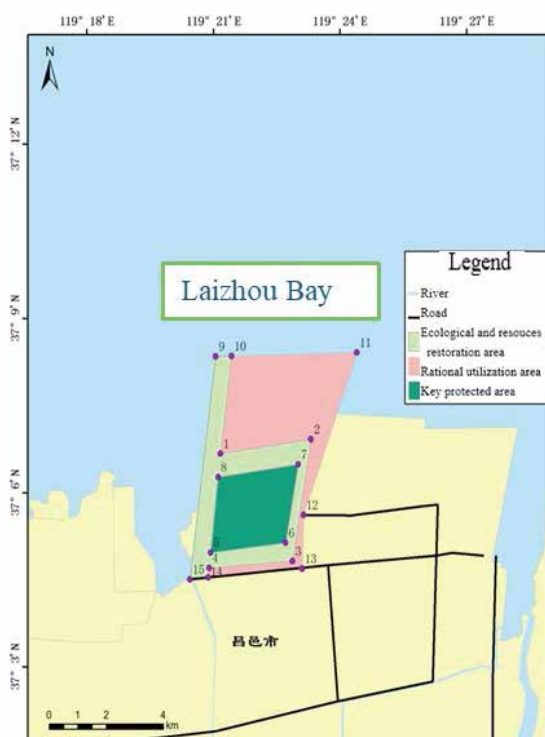 119° 18′ E
119° 21′ E
119° 24′ E
119° 27′ E
N
37° 12′ N
Laizhou Bay
Legend
River
Road
Ecological and resouces
restoration area
Rational utilization area
Key protected area
37° 9′ N
9
10
11
1
2
7
8
37° 6′ N
12
5
6
4
3
13
15
14
昌邑市
37° 3′ N
0
2
4
km